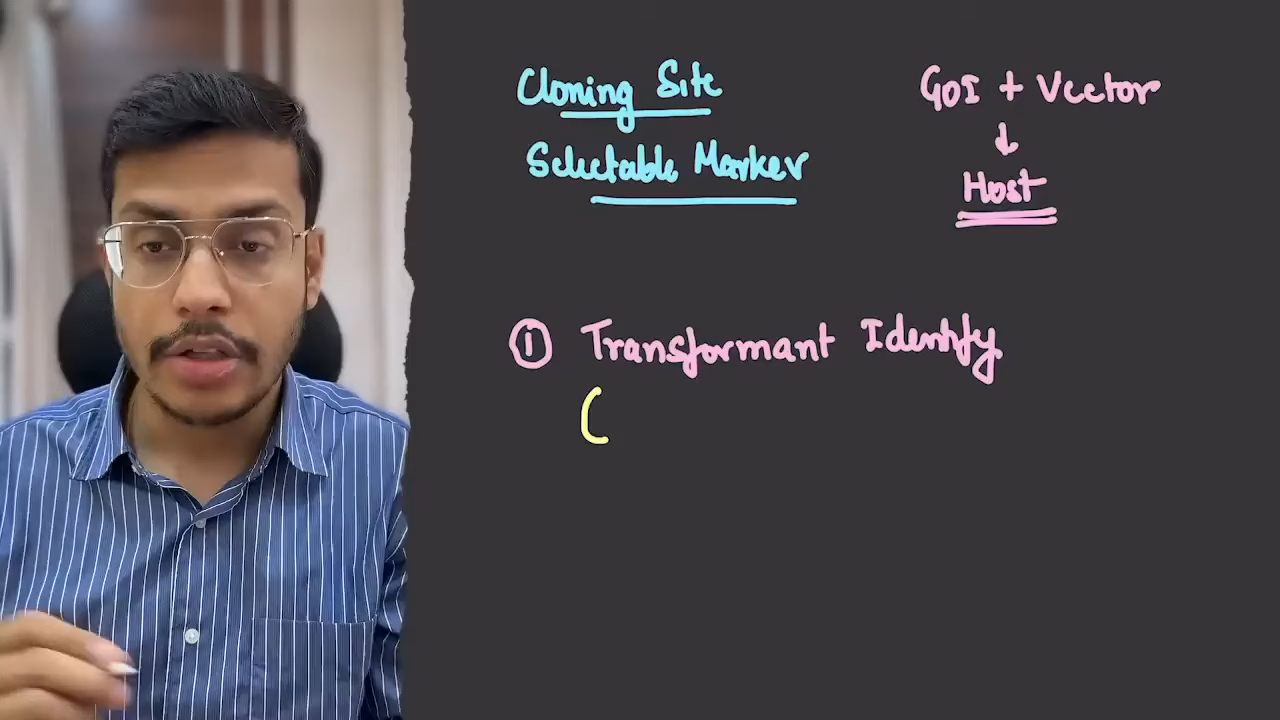 Cloning Site
Selectable Marker
GOI + Vector
↓
Host
① Transformant Identify
(